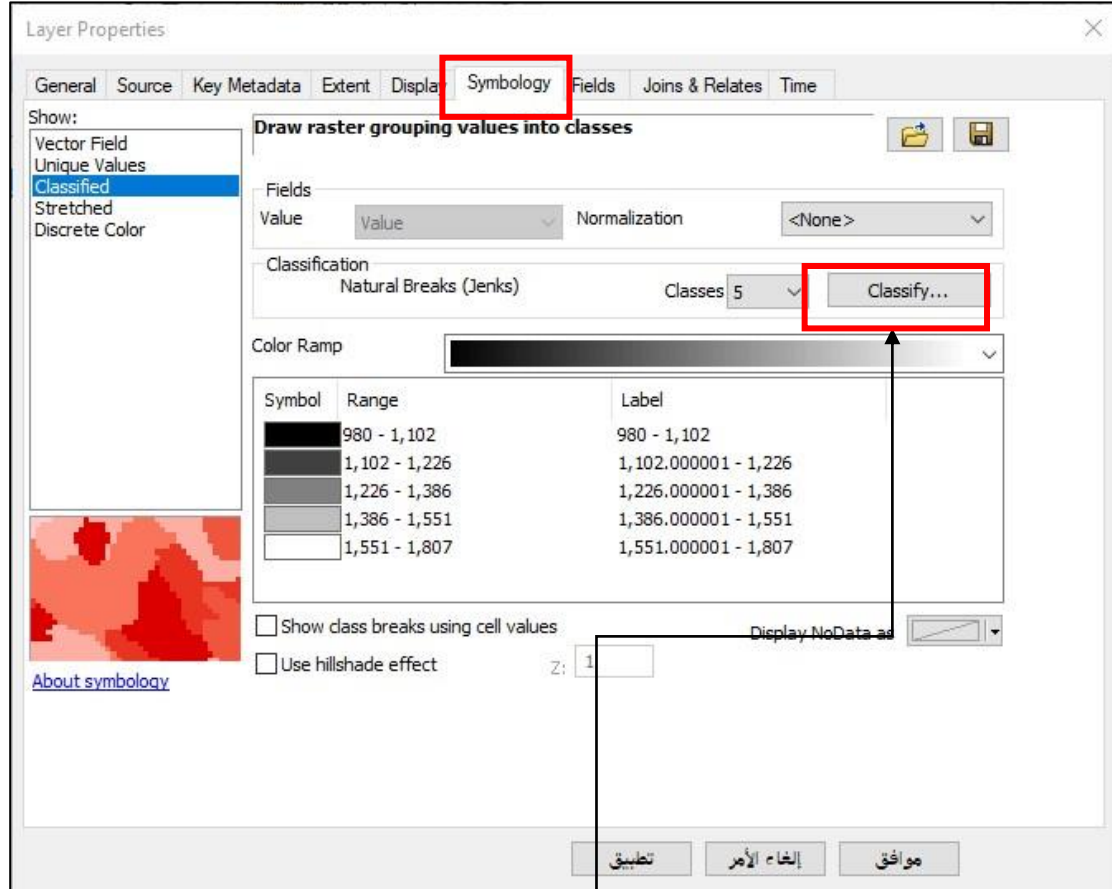 Layer Properties
General Source Key Metadata Extent Display Symbology Fields Joins & Relates Time
Show:
Vector Field
Unique Values
Classified
Stretched
Discrete Color
Draw raster grouping values into classes
Fields
Value Value Normalization <None>
Classification
Natural Breaks (Jenks) Classes 5 Classify...
Color Ramp
Symbol Range Label
980 - 1,102 980 - 1,102
1,102 - 1,226 1,102.000001 - 1,226
1,226 - 1,386 1,226.000001 - 1,386
1,386 - 1,551 1,386.000001 - 1,551
1,551 - 1,807 1,551.000001 - 1,807
Show class breaks using cell values Display NoData as
Use hillshade effect Z: 1
About symbology
موافق إلغاء الأمر تطبيق